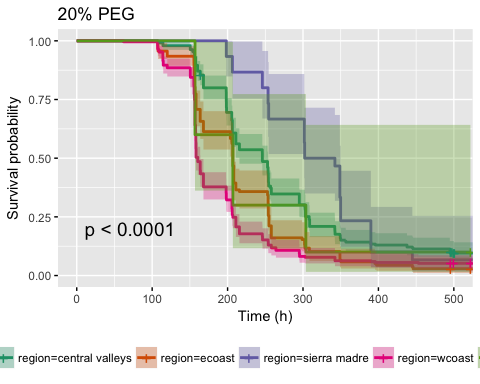 20% PEG
Survival probability
1.00
0.75
0.50
0.25
0.00
p < 0.0001
0 100 200 300 400 500
Time (h)
region=central valleys region=ecoast region=sierra madre region=wcoast